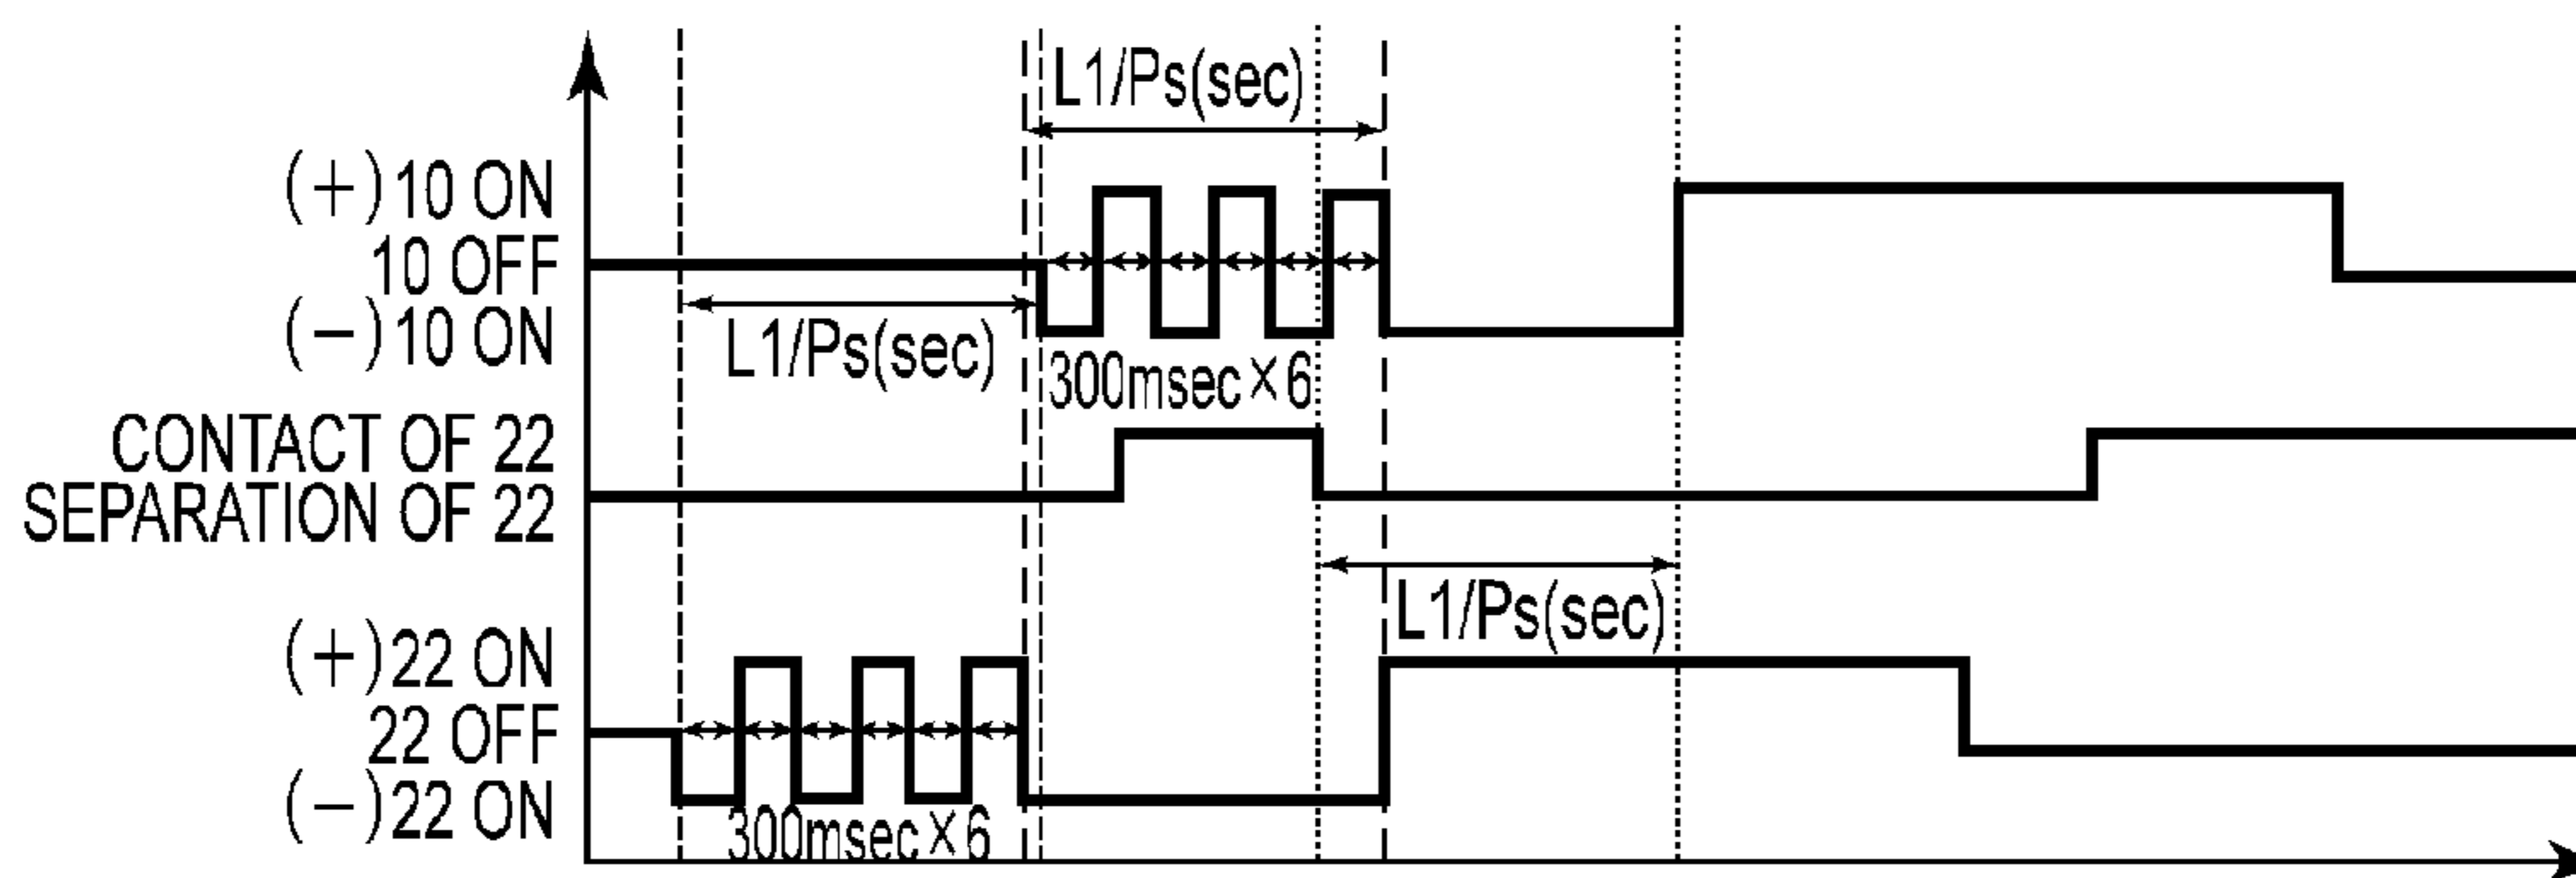 L1/Ps(sec)
(+)10 ON
10 OFF
(−)10 ON
L1/Ps(sec)
300msec×6
CONTACT OF 22
SEPARATION OF 22
L1/Ps(sec)
(+)22 ON
22 OFF
(−)22 ON
300msec×6